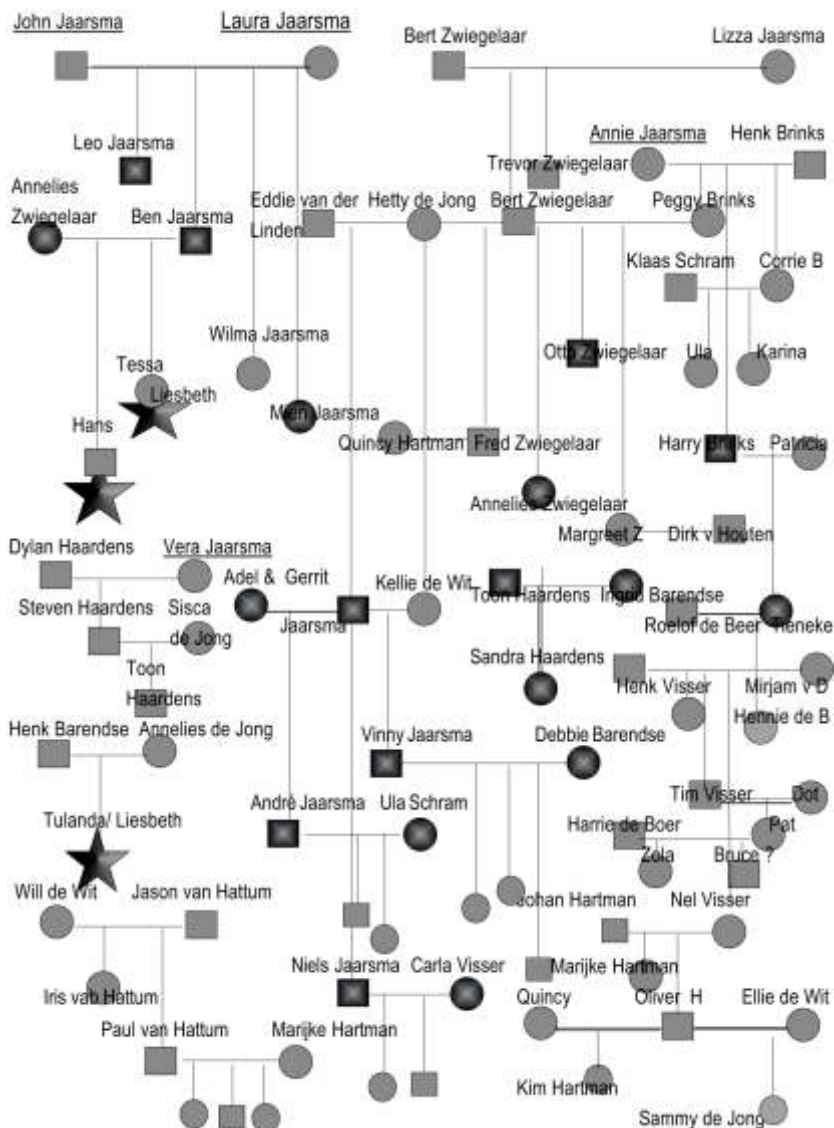 John Jaarsma
Laura Jaarsma
Bert Zwiegelaar
Lizza Jaarsma
Leo Jaarsma
Annie Jaarsma
Henk Brinks
Trevor Zwiegelaar
Annelies
Zwiegelaar
Ben Jaarsma
Eddie van der
Linden
Hetty de Jong
Bert Zwiegelaar
Peggy Brinks
Klaas Schram
Corrie B
Wilma Jaarsma
Otto Zwiegelaar
Ula
Karina
Tessa
Liesbeth
Mien Jaarsma
Hans
Quincy Hartman
Fred Zwiegelaar
Harry Brinks
Patricia
Annelies Zwiegelaar
Margreet Z
Dirk v Houten
Dylan Haardens
Vera Jaarsma
Adel & Gerrit
Jaarsma
Kellie de Wit
Toon Haardens
Ingrid Barendse
Steven Haardens
Sisca
de Jong
Roelof de Beer
Tieneke
Toon
Haardens
Sandra Haardens
Henk Visser
Mirjam v D
Hennie de B
Henk Barendse
Annelies de Jong
Vinny Jaarsma
Debbie Barendse
Tim Visser
Dot
André Jaarsma
Ula Schram
Tulanda/ Liesbeth
Harrie de Boer
Pat
Zola
Bruce ?
Will de Wit
Jason van Hattum
Johan Hartman
Nel Visser
Niels Jaarsma
Carla Visser
Marijke Hartman
Iris vab Hattum
Quincy
Oliver H
Ellie de Wit
Paul van Hattum
Marijke Hartman
Kim Hartman
Sammy de Jong